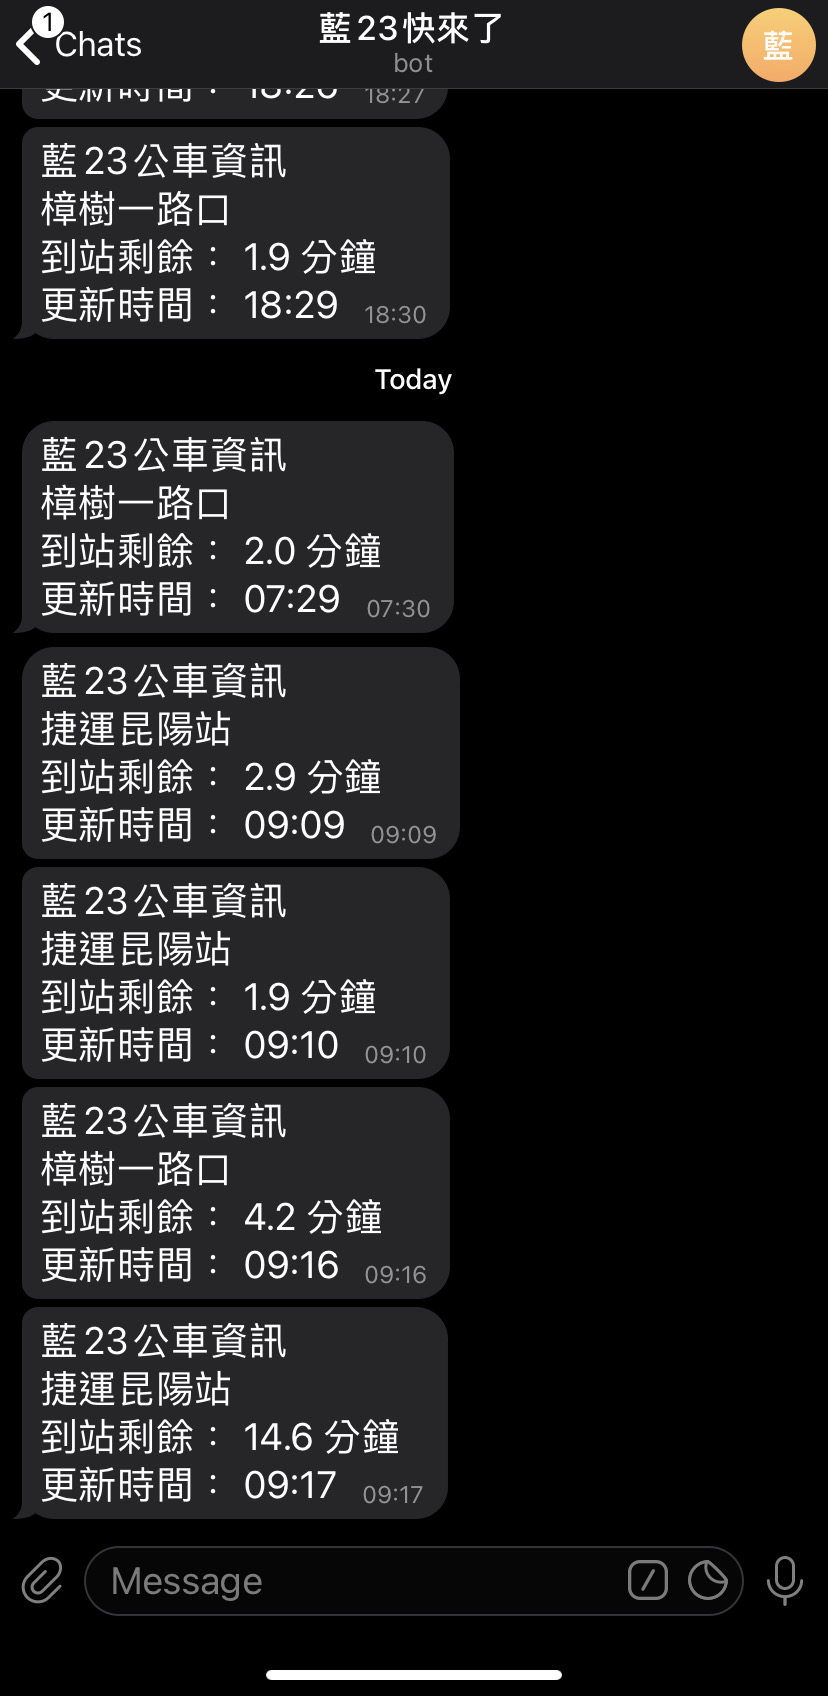 1
Chats
藍23快來了
bot
藍
更新時間： 18:26 18:27
藍23公車資訊
樟樹一路口
到站剩餘： 1.9 分鐘
更新時間： 18:29 18:30
Today
藍23公車資訊
樟樹一路口
到站剩餘： 2.0 分鐘
更新時間： 07:29 07:30
藍23公車資訊
捷運昆陽站
到站剩餘： 2.9 分鐘
更新時間： 09:09 09:09
藍23公車資訊
捷運昆陽站
到站剩餘： 1.9 分鐘
更新時間： 09:10 09:10
藍23公車資訊
樟樹一路口
到站剩餘： 4.2 分鐘
更新時間： 09:16 09:16
藍23公車資訊
捷運昆陽站
到站剩餘： 14.6 分鐘
更新時間： 09:17 09:17
Message